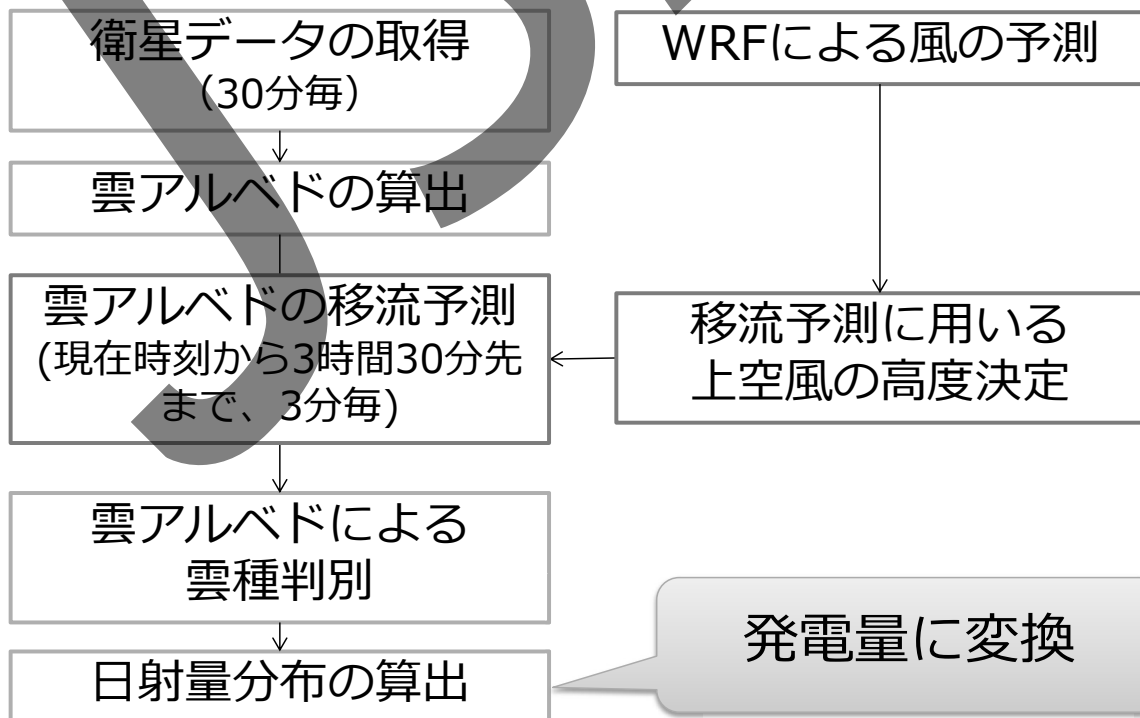 衛星データの取得
（30分毎）
雲アルベドの算出
雲アルベドの移流予測
(現在時刻から3時間30分先
まで、3分毎)
雲アルベドによる
雲種判別
日射量分布の算出
WRFによる風の予測
移流予測に用いる
上空風の高度決定
発電量に変換